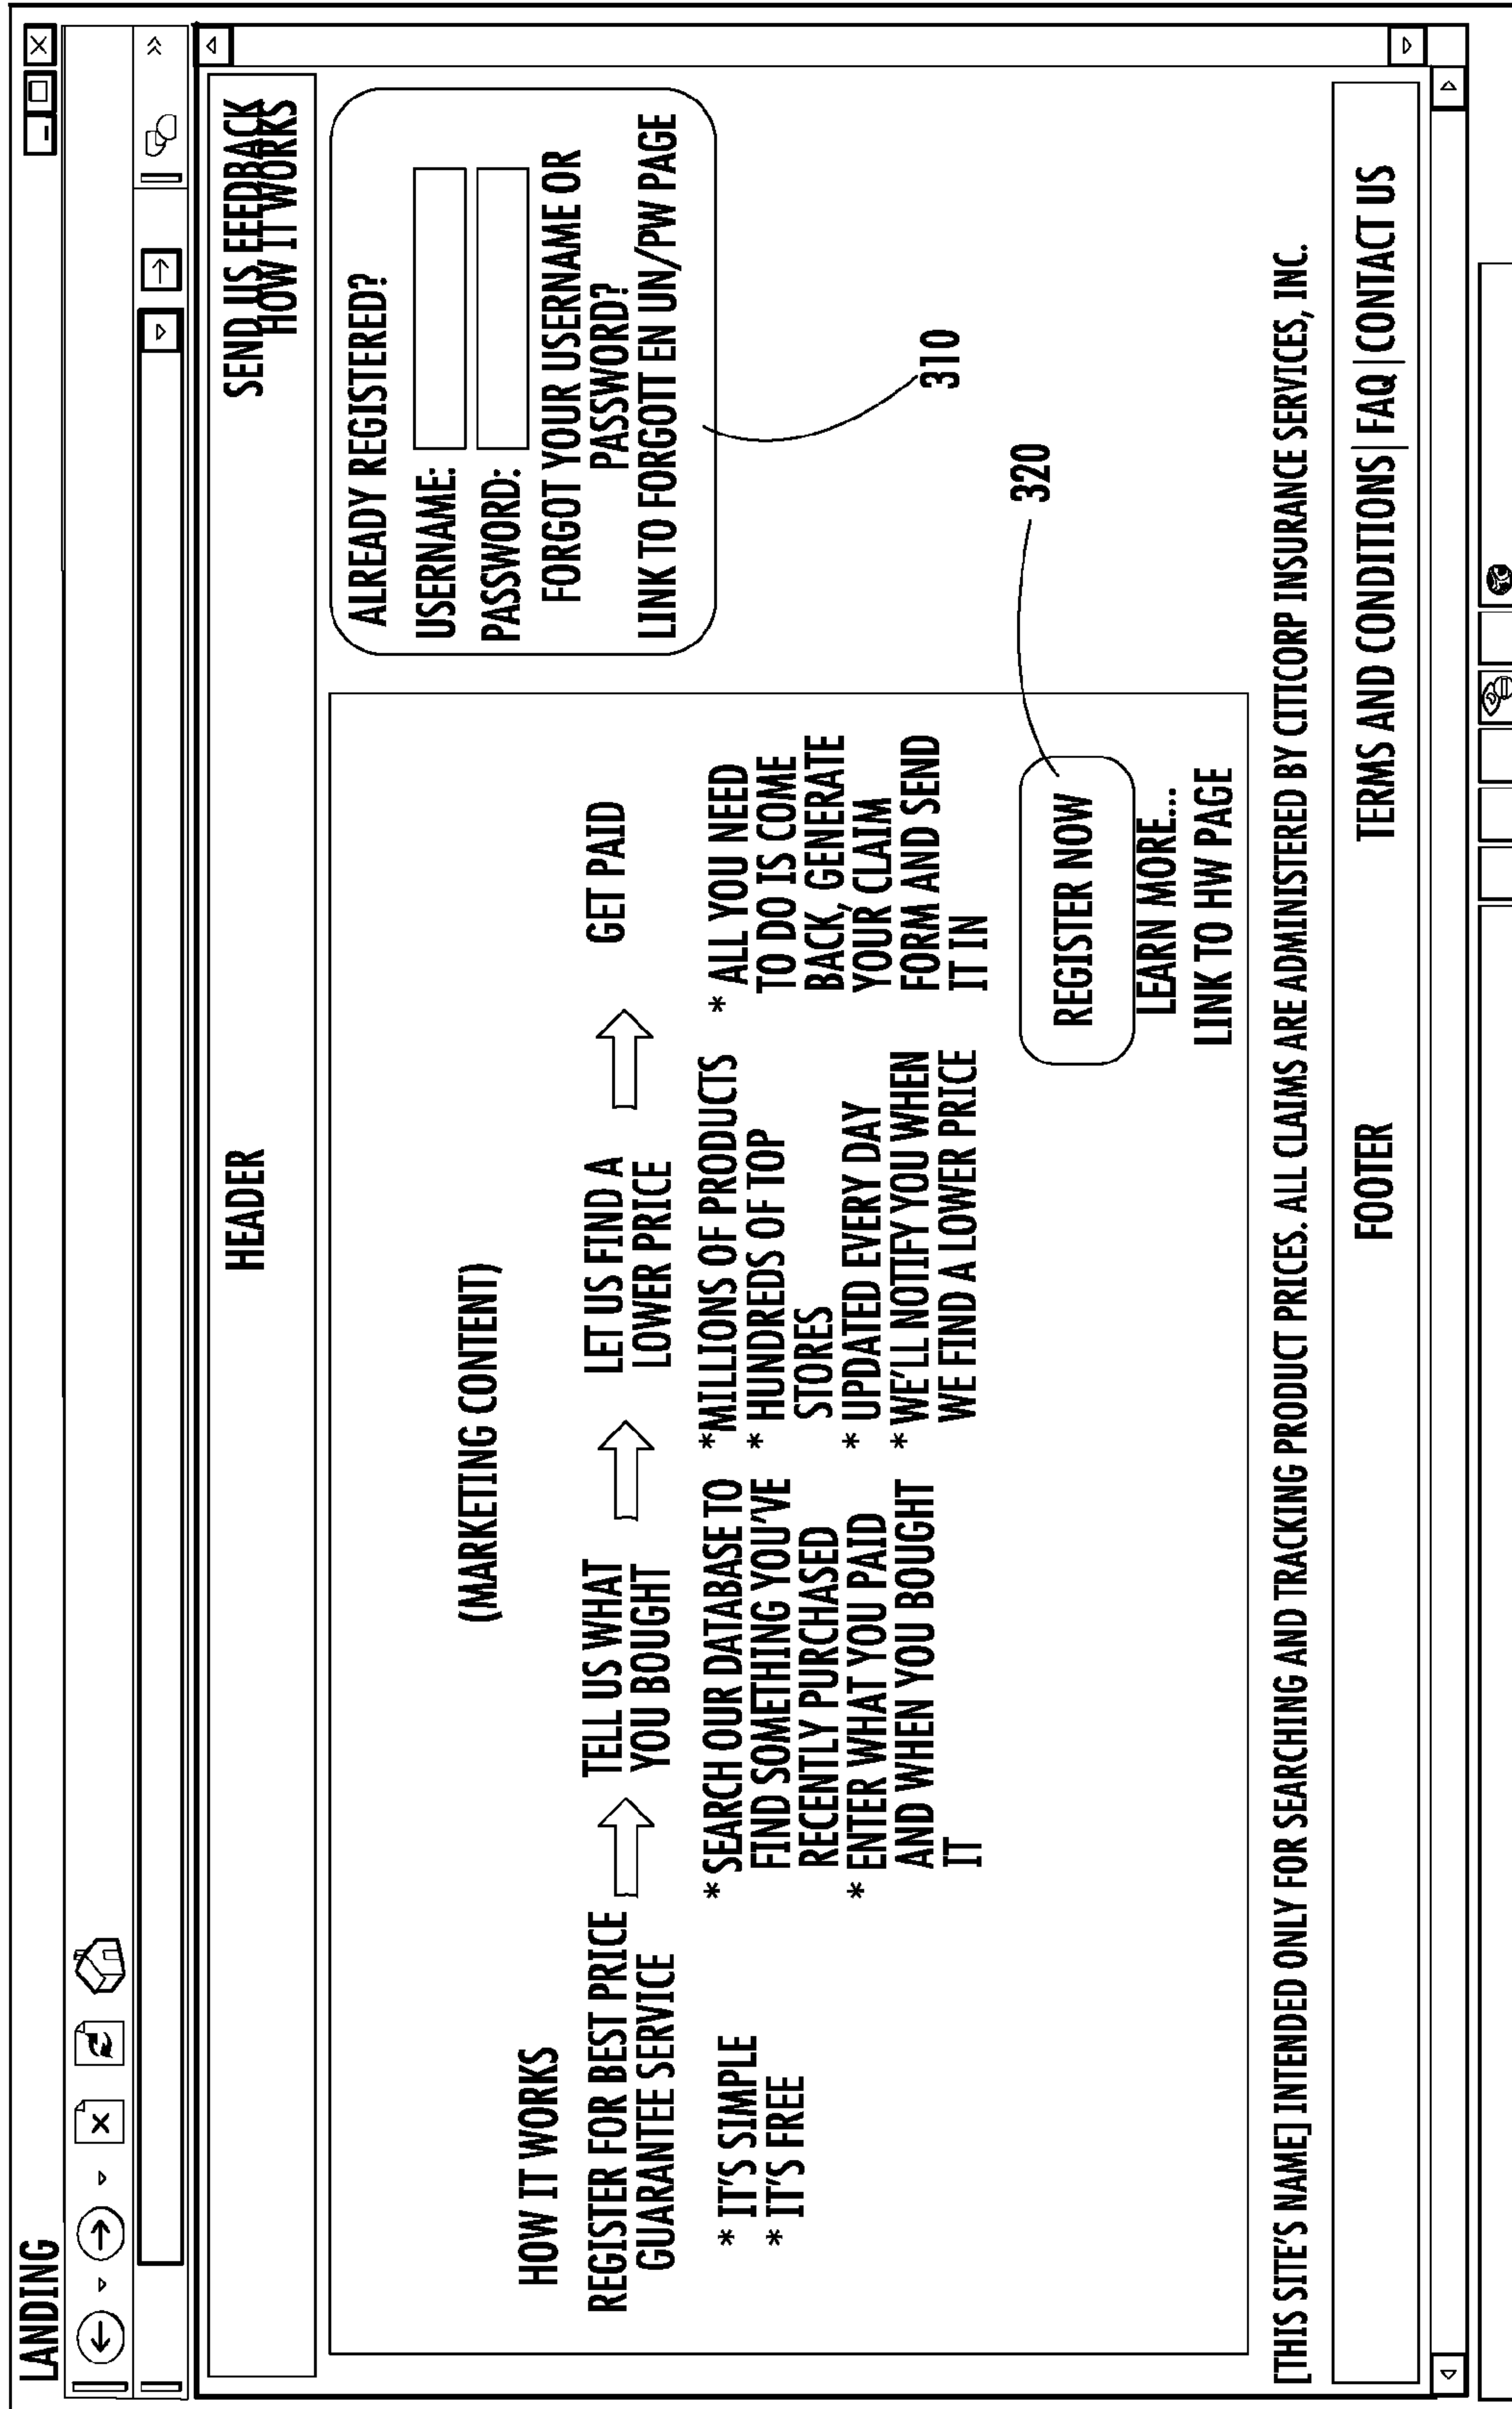 LANDING
HEADER
SEND US FEEDBACK
HOW IT WORKS
(MARKETING CONTENT)
HOW IT WORKS
REGISTER FOR BEST PRICE
GUARANTEE SERVICE
* IT'S SIMPLE
* IT'S FREE
TELL US WHAT
YOU BOUGHT
*SEARCH OUR DATABASE TO
FIND SOMETHING YOU'VE
RECENTLY PURCHASED
* ENTER WHAT YOU PAID
AND WHEN YOU BOUGHT
IT
LET US FIND A
LOWER PRICE
*MILLIONS OF PRODUCTS
* HUNDREDS OF TOP
STORES
* UPDATED EVERY DAY
* WE'LL NOTIFY YOU WHEN
WE FIND A LOWER PRICE
GET PAID
* ALL YOU NEED
TO DO IS COME
BACK, GENERATE
YOUR CLAIM
FORM AND SEND
IT IN
REGISTER NOW
LEARN MORE...
LINK TO HW PAGE
ALREADY REGISTERED?
USERNAME:
PASSWORD:
FORGOT YOUR USERNAME OR
PASSWORD?
LINK TO FORGOTT EN UN/PW PAGE
310
320
[THIS SITE'S NAME] INTENDED ONLY FOR SEARCHING AND TRACKING PRODUCT PRICES. ALL CLAIMS ARE ADMINISTERED BY CITICORP INSURANCE SERVICES, INC.
FOOTER
TERMS AND CONDITIONS | FAQ | CONTACT US